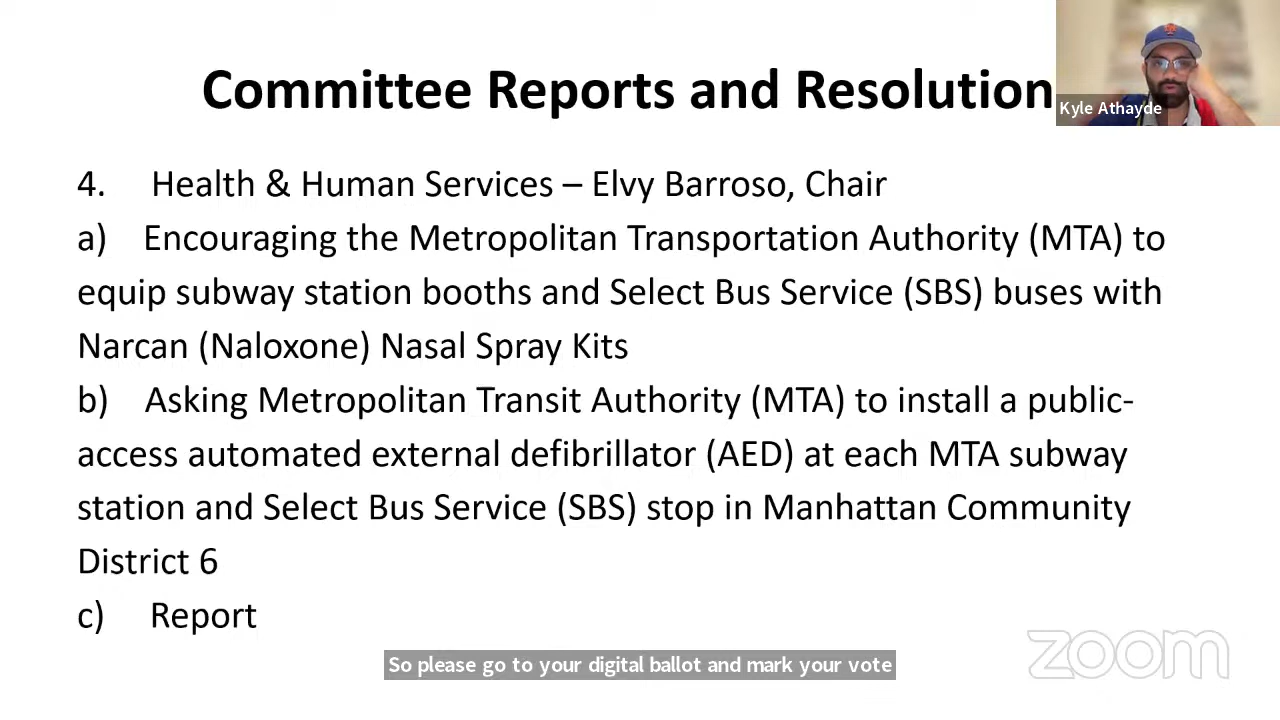 Committee Reports and Resolution
Kyle Athayde
4. Health & Human Services – Elvy Barroso, Chair
a) Encouraging the Metropolitan Transportation Authority (MTA) to
equip subway station booths and Select Bus Service (SBS) buses with
Narcan (Naloxone) Nasal Spray Kits
b) Asking Metropolitan Transit Authority (MTA) to install a public-
access automated external defibrillator (AED) at each MTA subway
station and Select Bus Service (SBS) stop in Manhattan Community
District 6
c) Report
So please go to your digital ballot and mark your vote
zoom